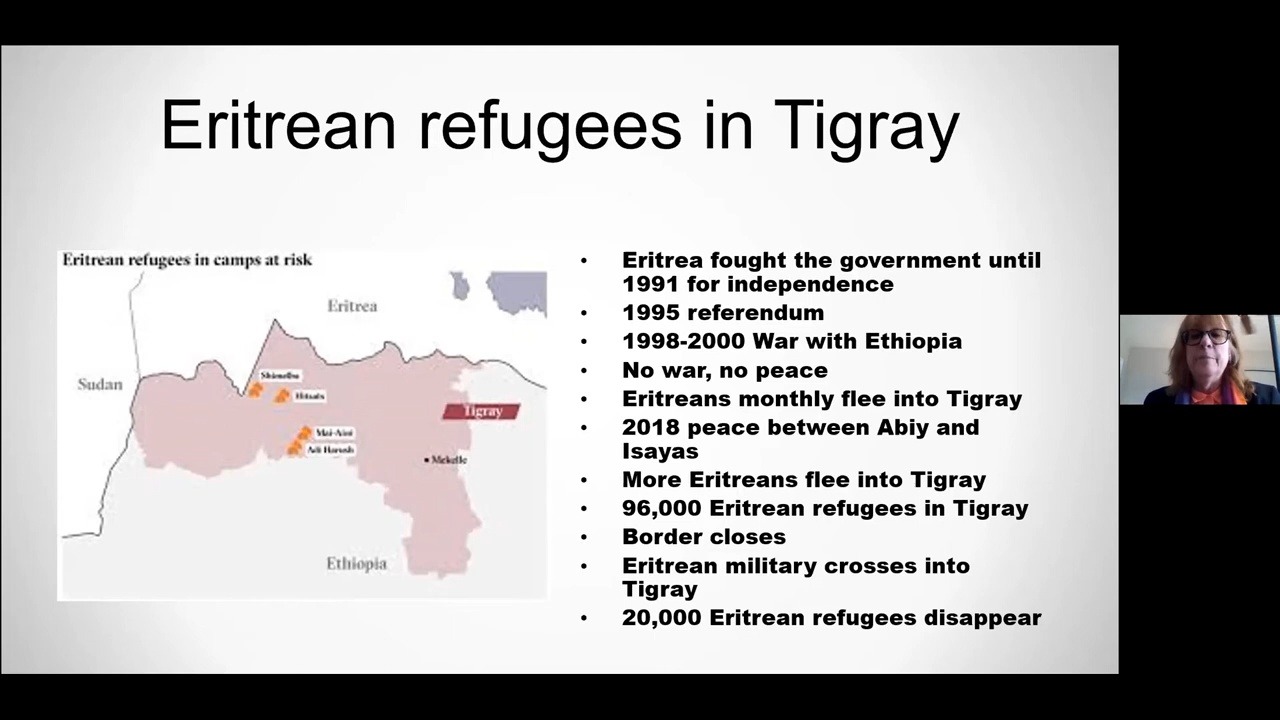 Eritrean refugees in Tigray
Eritrean refugees in camps at risk
Eritrea
Sudan
Shimelba
Hitsats
Tigray
Mai-Aini
Adi Harush
• Mekelle
Ethiopia
• Eritrea fought the government until
1991 for independence
• 1995 referendum
• 1998-2000 War with Ethiopia
• No war, no peace
• Eritreans monthly flee into Tigray
• 2018 peace between Abiy and
Isayas
• More Eritreans flee into Tigray
• 96,000 Eritrean refugees in Tigray
• Border closes
• Eritrean military crosses into
Tigray
• 20,000 Eritrean refugees disappear